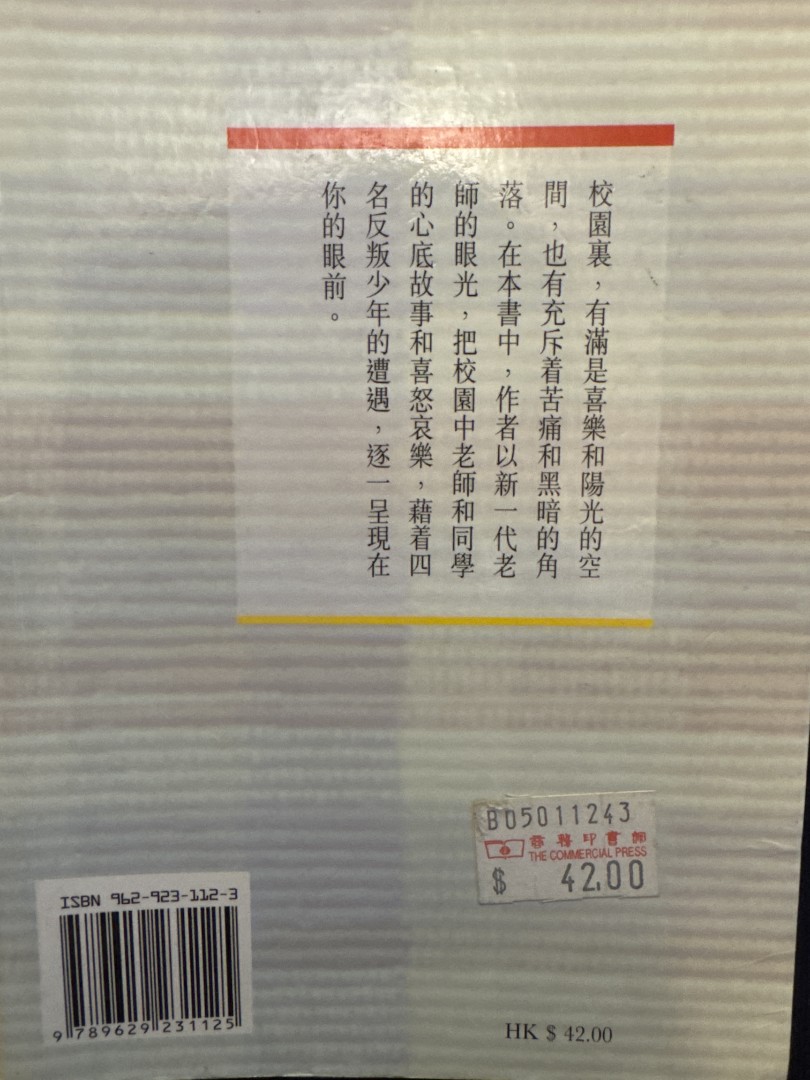 校園裏，有滿是喜樂和陽光的空
間，也有充斥着苦痛和黑暗的角
落。在本書中，作者以新一代老
師的眼光，把校園中老師和同學
的心底故事和喜怒哀樂，藉着四
名反叛少年的遭遇，逐一呈現在
你的眼前。
B05011243
商務印書館
THE COMMERCIAL PRESS
$ 42.00
ISBN 962-923-112-3
9 789629 231125
HK $ 42.00